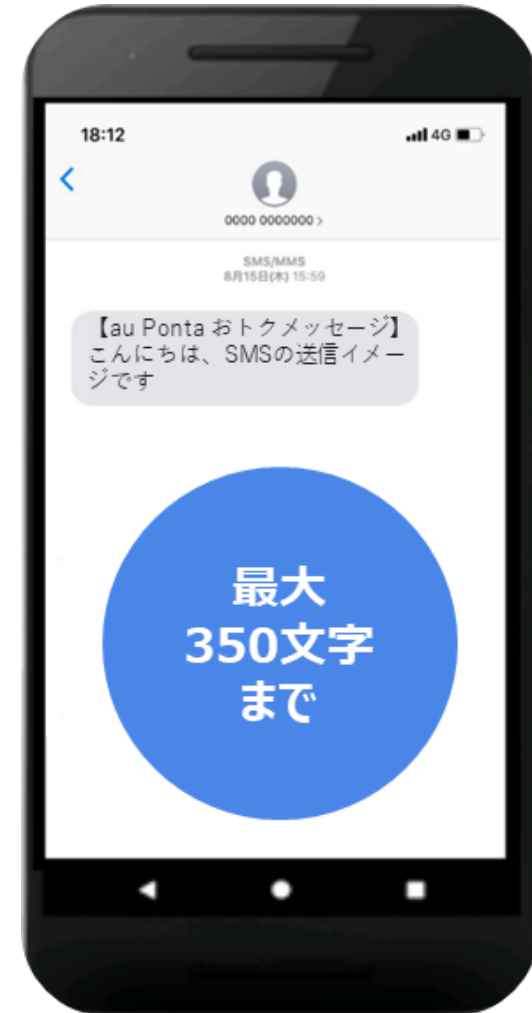 18:12
4G
0000 0000000 >
SMS/MMS
8月15日(木) 15:59
【au Ponta おトクメッセージ】
こんにちは、SMSの送信イメー
ジです
最大
350文字
まで